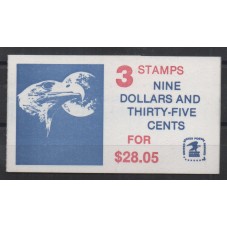 3 STAMPS
NINE
DOLLARS AND
THIRTY-FIVE
CENTS
FOR
$28.05